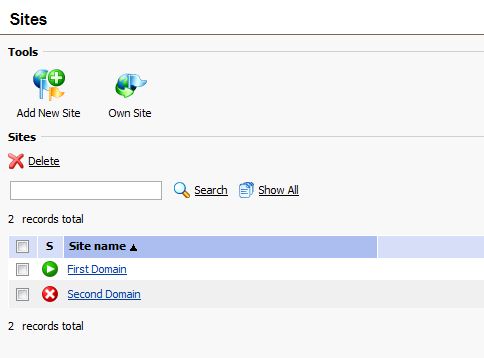 Sites
Tools
Add New Site Own Site
Sites
Delete
Search Show All
2 records total
S Site name
First Domain
Second Domain
2 records total